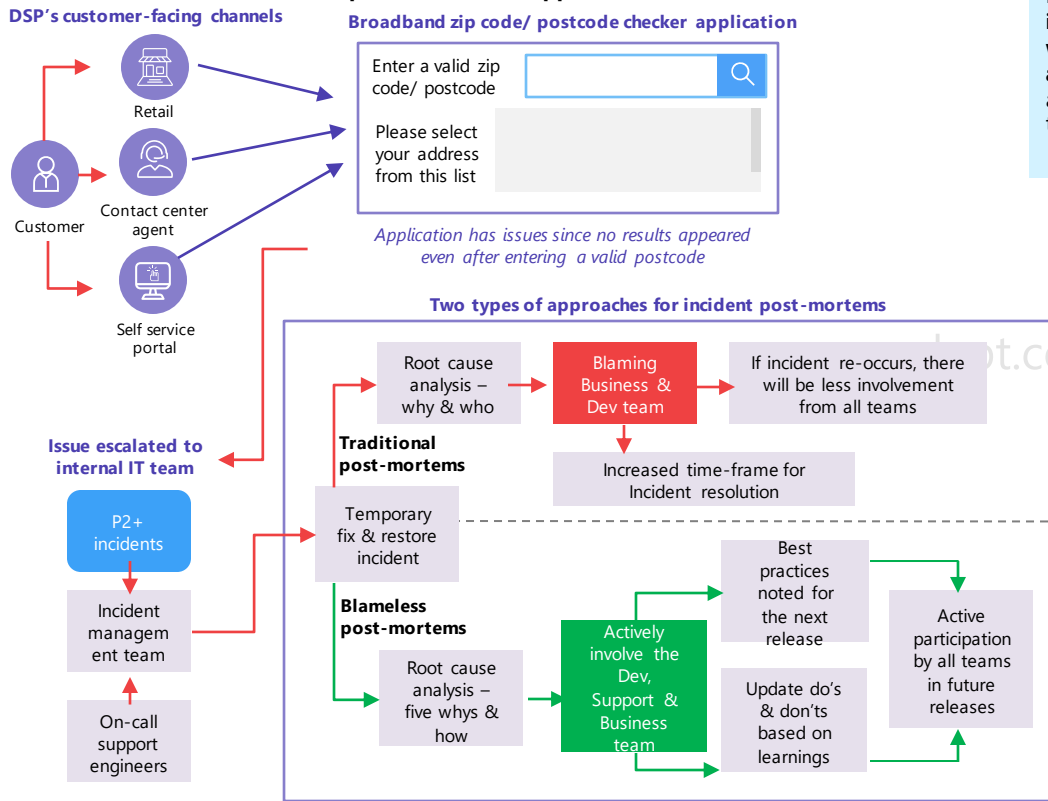 DSP's customer-facing channels
Broadband zip code/ postcode checker application
Enter a valid zip
code/ postcode
Please select
your address
from this list
Retail
Customer
Contact center
agent
Self service
portal
Application has issues since no results appeared
even after entering a valid postcode
Two types of approaches for incident post-mortems
Root cause
analysis –
why & who
Blaming
Business &
Dev team
If incident re-occurs, there
will be less involvement
from all teams
Traditional
post-mortems
Increased time-frame for
Incident resolution
Issue escalated to
internal IT team
P2+
incidents
Temporary
fix & restore
incident
Incident
managem
ent team
On-call
support
engineers
Blameless
post-mortems
Root cause
analysis –
five whys &
how
Actively
involve the
Dev,
Support &
Business
team
Best
practices
noted for
the next
release
Update do's
& don'ts
based on
learnings
Active
participation
by all teams
in future
releases